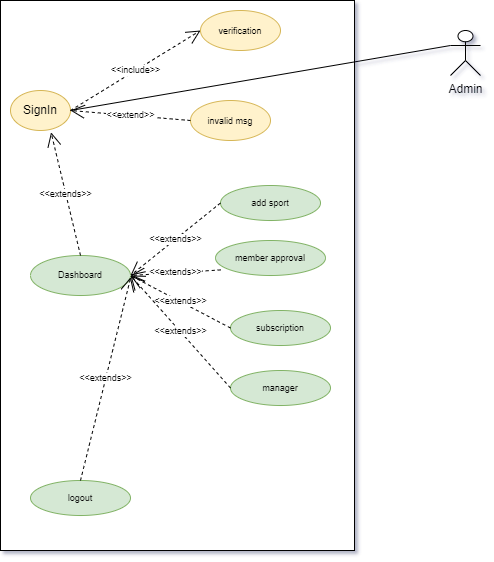 verification
<<include>>
Admin
SignIn
<<extend>>
invalid msg
<<extends>>
add sport
<<extends>>
member approval
Dashboard
<<extends>>
<<extends>>
subscription
<<extends>>
<<extends>>
manager
logout